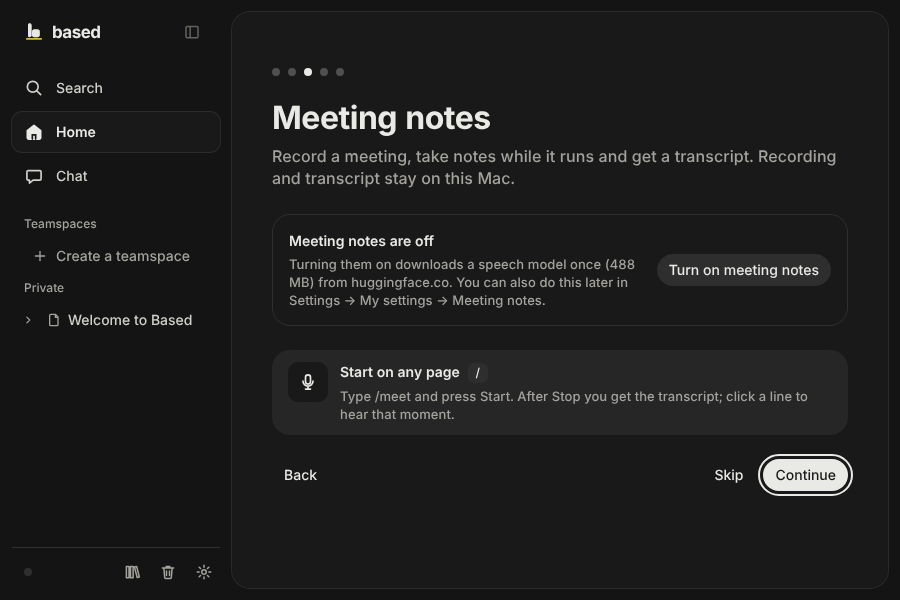 based
Search
Home
Chat
Teamspaces
Create a teamspace
Private
Welcome to Based
Meeting notes
Record a meeting, take notes while it runs and get a transcript. Recording
and transcript stay on this Mac.
Meeting notes are off
Turning them on downloads a speech model once (488
MB) from huggingface.co. You can also do this later in
Settings → My settings → Meeting notes.
Turn on meeting notes
Start on any page /
Type /meet and press Start. After Stop you get the transcript; click a line to
hear that moment.
Back
Skip
Continue